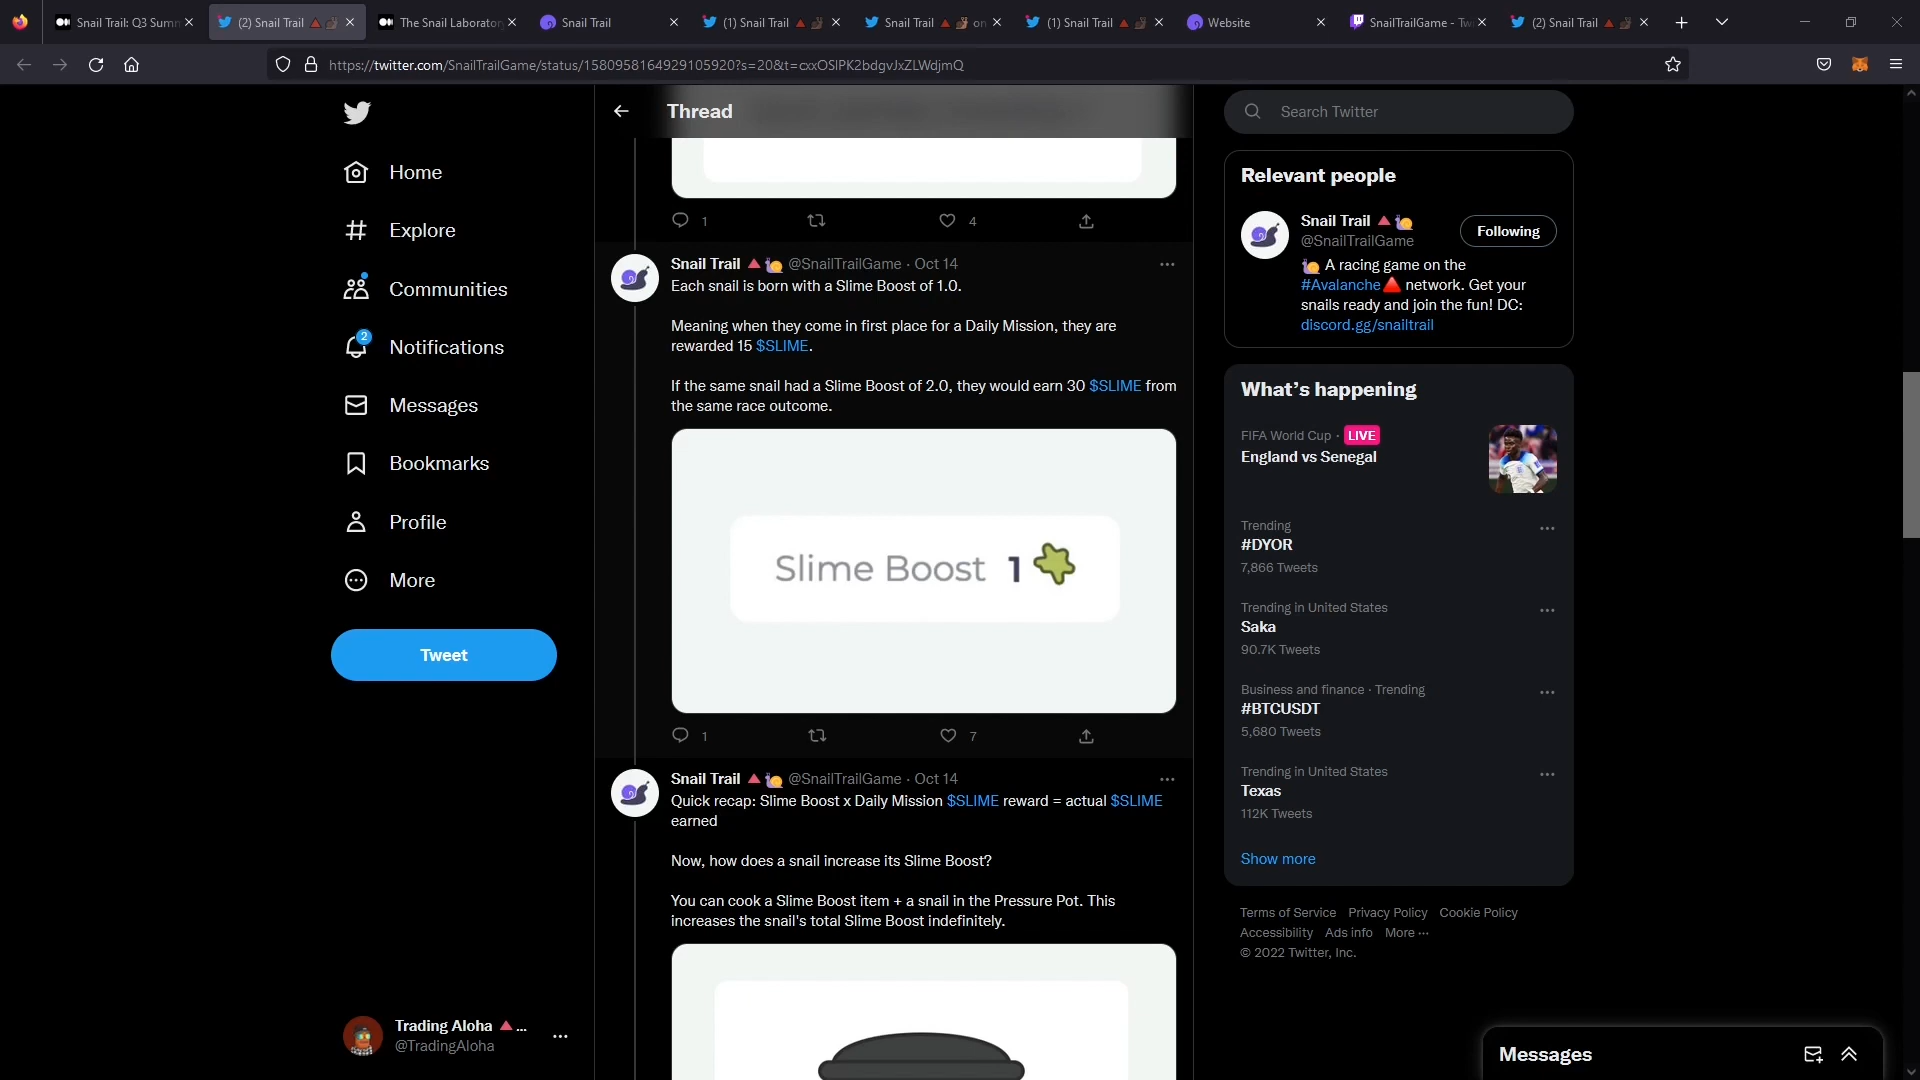 Snail Trail: Q3 Summ
(2) Snail Trail
The Snail Laborator
Snail Trail
(1) Snail Trail
Snail Trail on
(1) Snail Trail
Website
SnailTrailGame - Tw
(2) Snail Trail
https://twitter.com/SnailTrailGame/status/1580958164929105920?s=20&t=cxxOSlPK2bdgvJxZLWdjmQ
Home
Explore
Communities
2
Notifications
Messages
Bookmarks
Profile
More
Tweet
Trading Aloha ...
@TradingAloha
Thread
1
4
Snail Trail @SnailTrailGame · Oct 14
Each snail is born with a Slime Boost of 1.0.
Meaning when they come in first place for a Daily Mission, they are
rewarded 15 $SLIME.
If the same snail had a Slime Boost of 2.0, they would earn 30 $SLIME from
the same race outcome.
Slime Boost 1
1
7
Snail Trail @SnailTrailGame · Oct 14
Quick recap: Slime Boost x Daily Mission $SLIME reward = actual $SLIME
earned
Now, how does a snail increase its Slime Boost?
You can cook a Slime Boost item + a snail in the Pressure Pot. This
increases the snail's total Slime Boost indefinitely.
Search Twitter
Relevant people
Snail Trail
@SnailTrailGame
Following
A racing game on the
#Avalanche network. Get your
snails ready and join the fun! DC:
discord.gg/snailtrail
What's happening
FIFA World Cup · LIVE
England vs Senegal
Trending
#DYOR
7,866 Tweets
Trending in United States
Saka
90.7K Tweets
Business and finance · Trending
#BTCUSDT
5,680 Tweets
Trending in United States
Texas
112K Tweets
Show more
Terms of Service Privacy Policy Cookie Policy
Accessibility Ads info More ···
© 2022 Twitter, Inc.
Messages